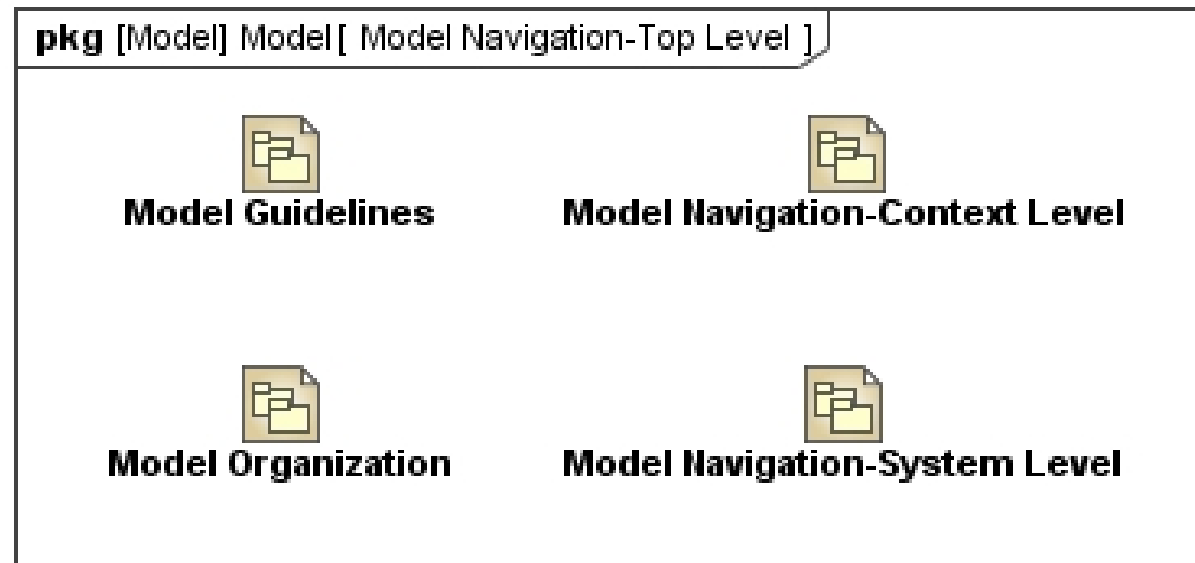 pkg [Model] Model[ Model Navigation-Top Level ]
Model Guidelines
Model Navigation-Context Level
Model Organization
Model Navigation-System Level